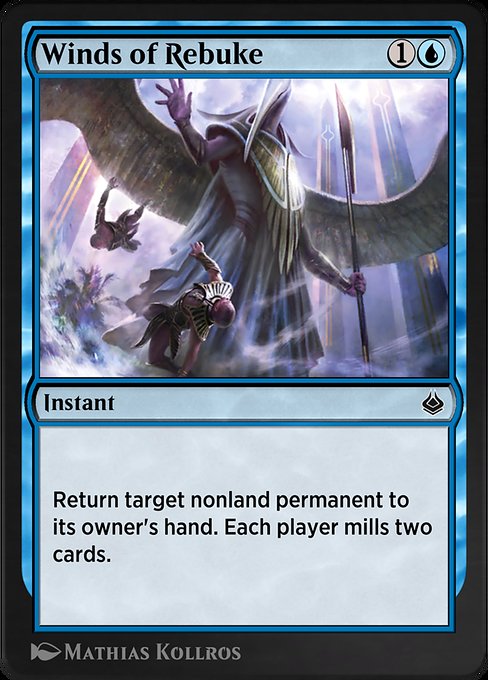 Winds of Rebuke 1
Instant
Return target nonland permanent to
its owner's hand. Each player mills two
cards.
MATHIAS KOLLROS